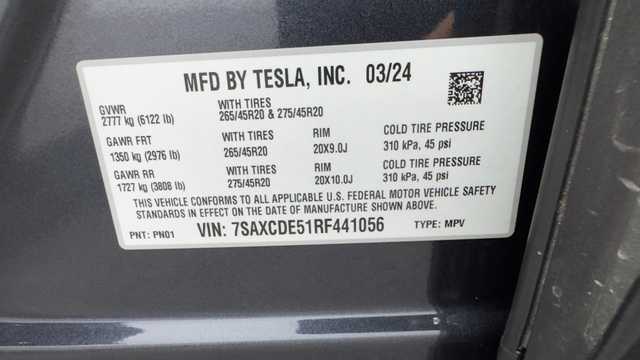 MFD BY TESLA, INC. 03/24
GVWR
2777 kg (6122 lb)
WITH TIRES
265/45R20 & 275/45R20
GAWR FRT
1350 kg (2976 lb)
WITH TIRES
265/45R20
RIM
20X9.0J
COLD TIRE PRESSURE
310 kPa, 45 psi
GAWR RR
1727 kg (3808 lb)
WITH TIRES
275/45R20
RIM
20X10.0J
COLD TIRE PRESSURE
310 kPa, 45 psi
THIS VEHICLE CONFORMS TO ALL APPLICABLE U.S. FEDERAL MOTOR VEHICLE SAFETY
STANDARDS IN EFFECT ON THE DATE OF MANUFACTURE SHOWN ABOVE.
PNT: PN01 VIN: 7SAXCDE51RF441056 TYPE: MPV